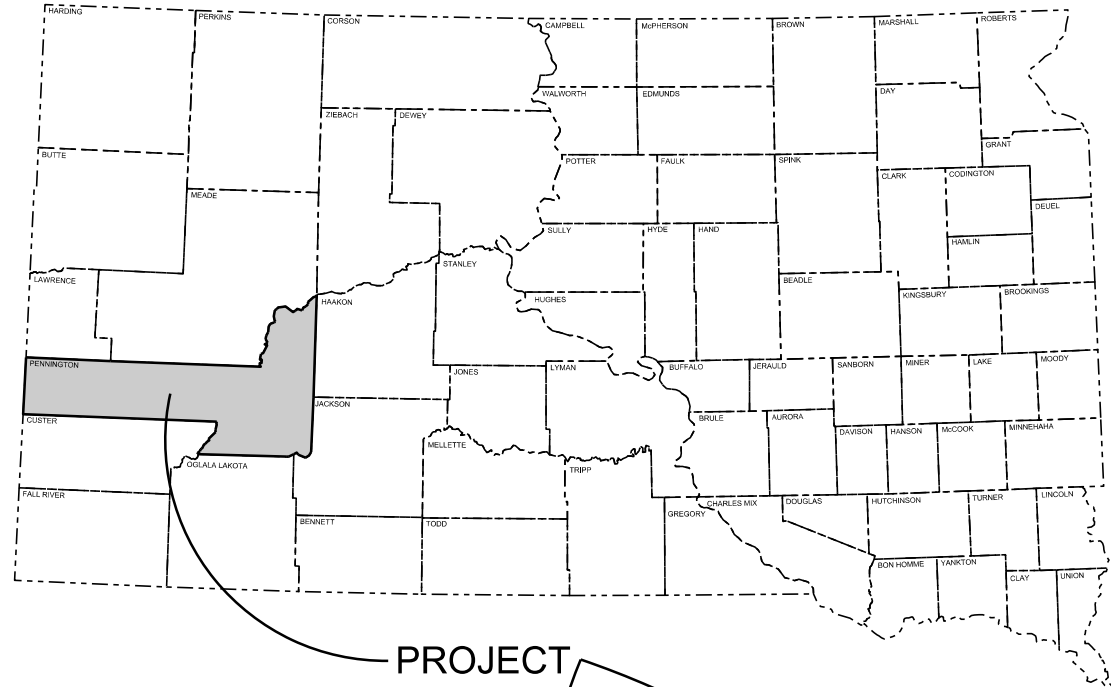 HARDING
PERKINS
CORSON
CAMPBELL
McPHERSON
BROWN
MARSHALL
ROBERTS
WALWORTH
EDMUNDS
DAY
ZIEBACH
DEWEY
GRANT
BUTTE
POTTER
FAULK
SPINK
CLARK
CODINGTON
MEADE
DEUEL
SULLY
HYDE
HAND
HAMLIN
STANLEY
LAWRENCE
BEADLE
HAAKON
HUGHES
KINGSBURY
BROOKINGS
PENNINGTON
JONES
LYMAN
BUFFALO
JERAULD
SANBORN
MINER
LAKE
MOODY
JACKSON
CUSTER
BRULE
AURORA
DAVISON
HANSON
McCOOK
MINNEHAHA
MELLETTE
OGLALA LAKOTA
TRIPP
FALL RIVER
CHARLES MIX
DOUGLAS
HUTCHINSON
TURNER
LINCOLN
GREGORY
BENNETT
TODD
BON HOMME
YANKTON
CLAY
UNION
PROJECT